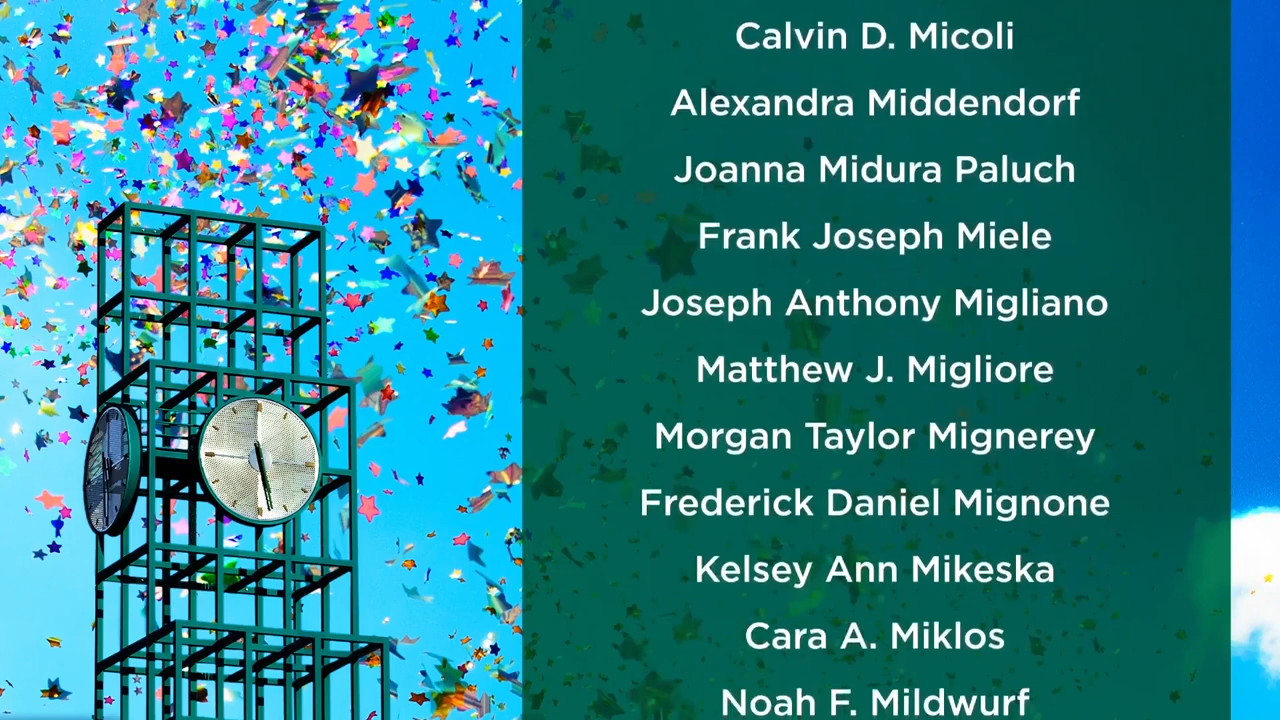 Calvin D. Micoli
Alexandra Middendorf
Joanna Midura Paluch
Frank Joseph Miele
Joseph Anthony Migliano
Matthew J. Migliore
Morgan Taylor Mignerey
Frederick Daniel Mignone
Kelsey Ann Mikeska
Cara A. Miklos
Noah F. Mildwurf